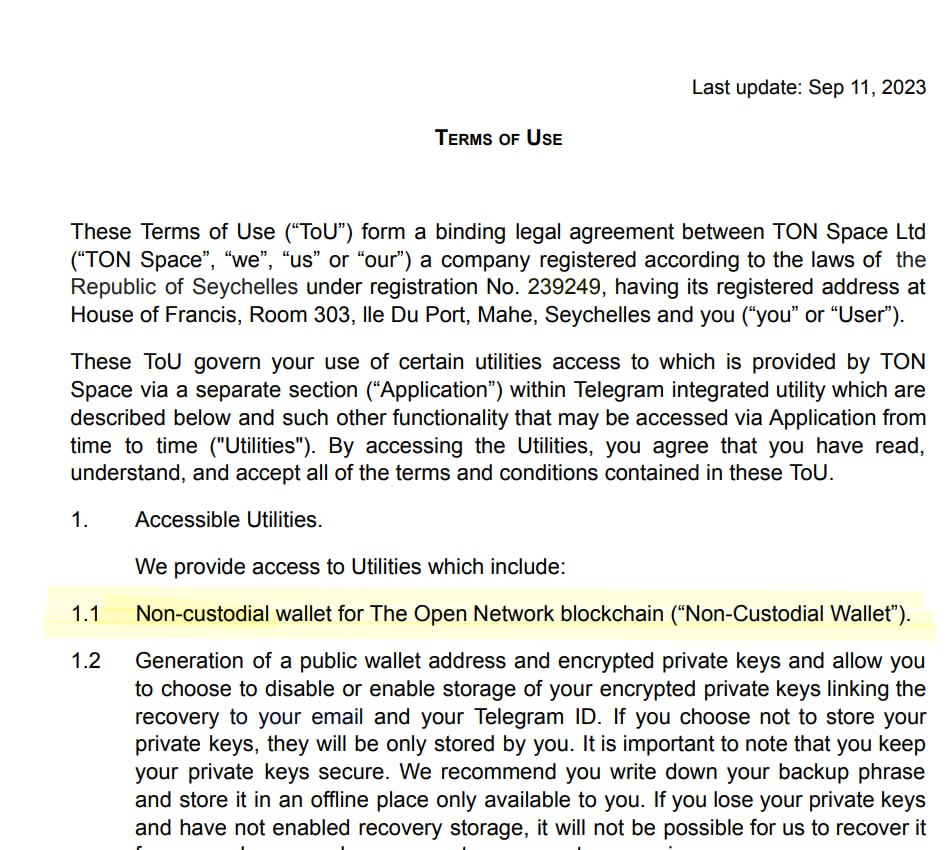 Last update: Sep 11, 2023
TERMS OF USE
These Terms of Use (“ToU”) form a binding legal agreement between TON Space Ltd
(“TON Space”, “we”, “us” or “our”) a company registered according to the laws of the
Republic of Seychelles under registration No. 239249, having its registered address at
House of Francis, Room 303, Ile Du Port, Mahe, Seychelles and you (“you” or “User”).
These ToU govern your use of certain utilities access to which is provided by TON
Space via a separate section (“Application”) within Telegram integrated utility which are
described below and such other functionality that may be accessed via Application from
time to time ("Utilities"). By accessing the Utilities, you agree that you have read,
understand, and accept all of the terms and conditions contained in these ToU.
1. Accessible Utilities.
We provide access to Utilities which include:
1.1 Non-custodial wallet for The Open Network blockchain (“Non-Custodial Wallet”).
1.2 Generation of a public wallet address and encrypted private keys and allow you
to choose to disable or enable storage of your encrypted private keys linking the
recovery to your email and your Telegram ID. If you choose not to store your
private keys, they will be only stored by you. It is important to note that you keep
your private keys secure. We recommend you write down your backup phrase
and store it in an offline place only available to you. If you lose your private keys
and have not enabled recovery storage, it will not be possible for us to recover it